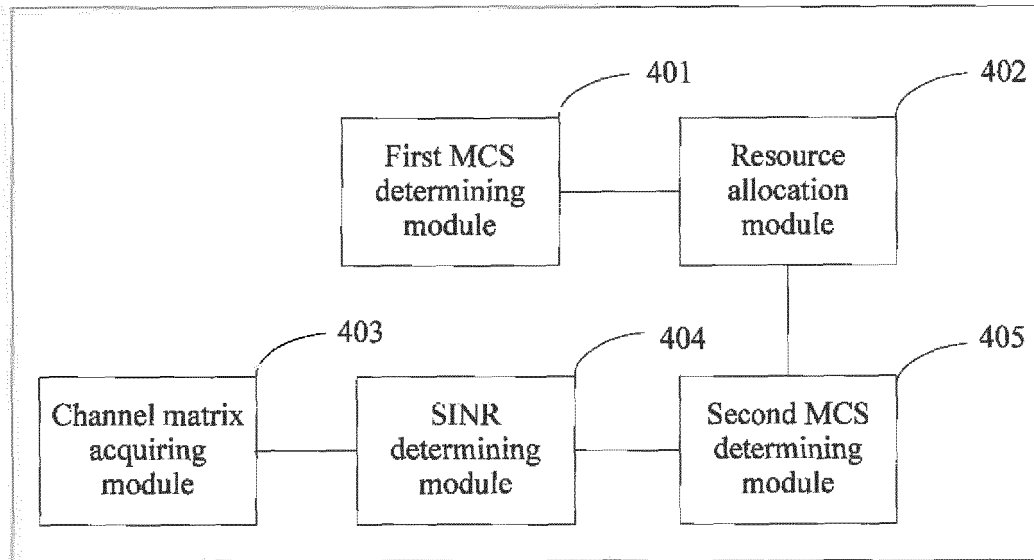 401
402
First MCS
determining
module
Resource
allocation
module
403
404
405
Channel matrix
acquiring
module
SINR
determining
module
Second MCS
determining
module